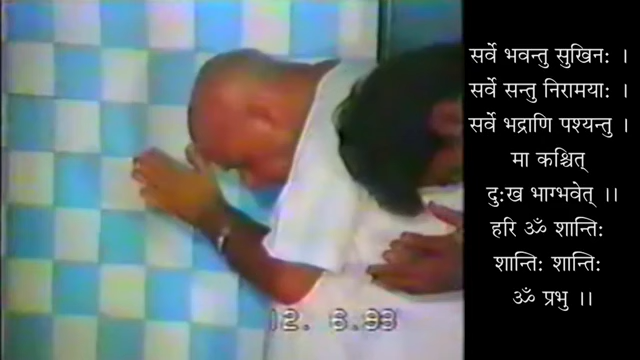 सर्वे भवन्तु सुखिनः ।
सर्वे सन्तु निरामयाः ।
सर्वे भद्राणि पश्यन्तु ।
मा कश्चित्
दुःख भाग्भवेत् ।।
हरि ॐ शान्तिः
शान्तिः शान्तिः
ॐ प्रभु ।।
12. 6.93